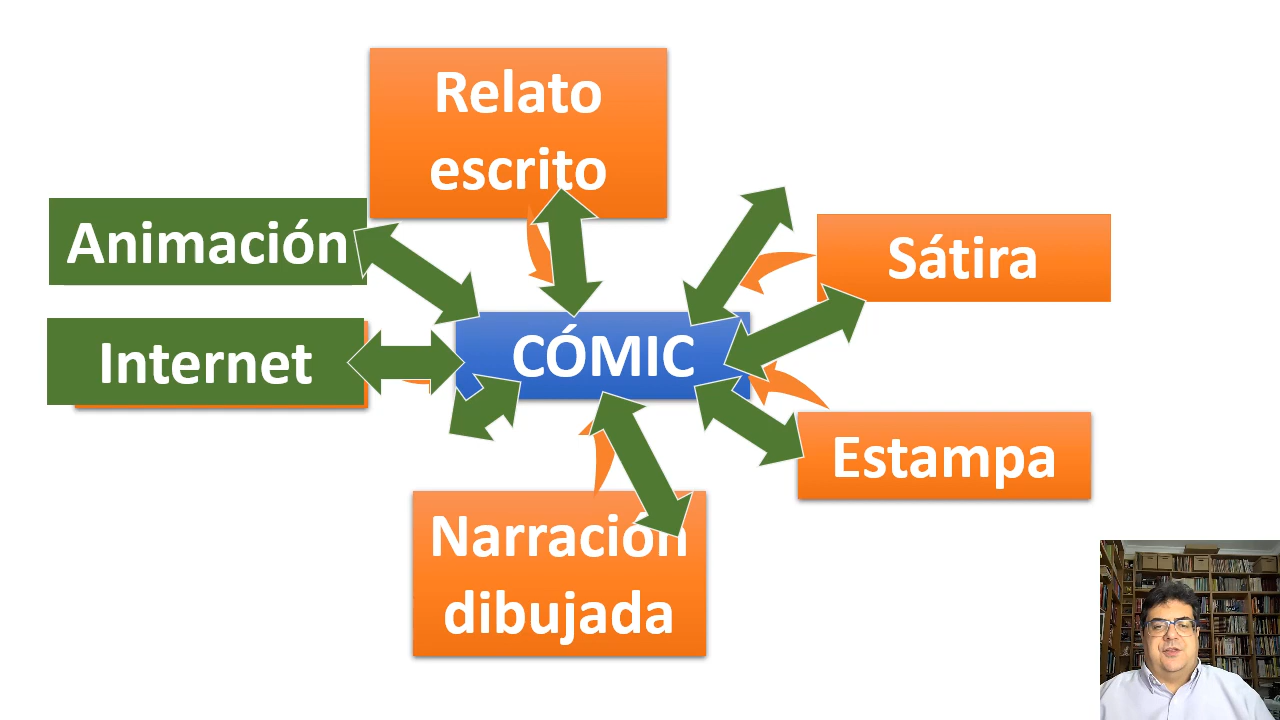 Relato
escrito
Animación
Sátira
Internet
CÓMIC
Estampa
Narración
dibujada